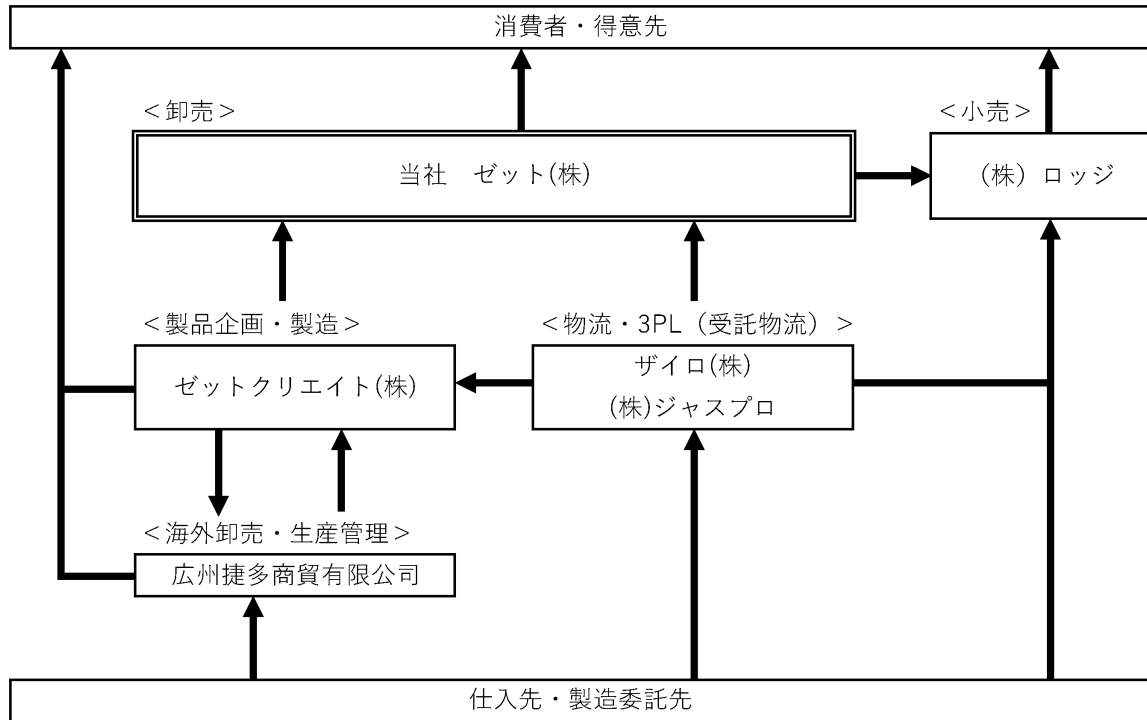 消費者・得意先
＜卸売＞
＜小売＞
当社　ゼット(株)
(株）ロッジ
＜製品企画・製造＞
＜物流・3PL（受託物流）＞
ゼットクリエイト(株)
ザイロ(株)
(株)ジャスプロ
＜海外卸売・生産管理＞
広州捷多商貿有限公司
仕入先・製造委託先